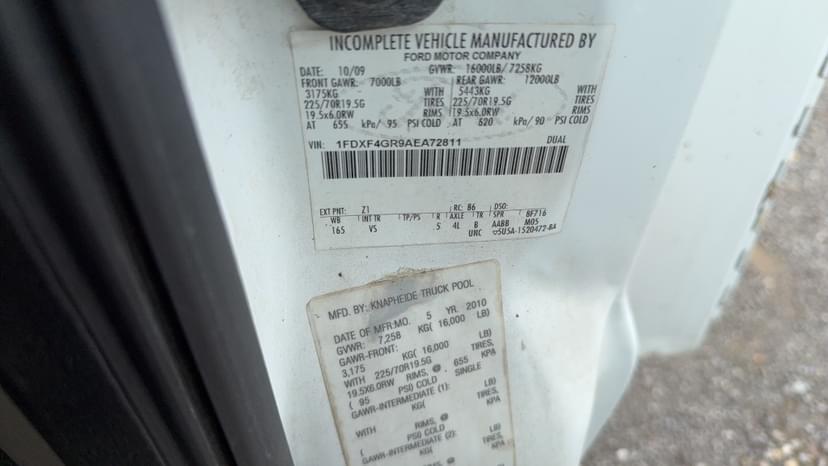 INCOMPLETE VEHICLE MANUFACTURED BY
FORD MOTOR COMPANY
DATE: 10/09 GVWR: 16000LB/ 7258KG
FRONT GAWR: 7000LB REAR GAWR: 12000LB
3175KG WITH 5443KG WITH
225/70R19.5G TIRES 225/70R19.5G TIRES
19.5x6.0RW RIMS 19.5x6.0RW RIMS
AT 655 kPa/ 95 PSI COLD AT 620 kPa/ 90 PSI COLD
VIN: 1FDXF4GR9AEA72811 DUAL
EXT PNT: Z1 RC: 86 DSO:
WB INT TR TP/PS R AXLE TR SPR BF716
165 VS 5 4L B AABB M05
UNC 5U5A-1520472-BA
MFD. BY: KNAPHEIDE TRUCK POOL
DATE OF MFR:MO. 5 YR. 2010
GVWR: 7,258 KG( 16,000 LB)
GAWR-FRONT:
3,175 KG( 16,000 LB)
WITH 225/70R19.5G TIRES,
19.5X6.0RW RIMS, @ 655 KPA
( 95 PSI) COLD . SINGLE
GAWR-INTERMEDIATE (1):
KG( LB)
WITH TIRES,
RIMS, @ KPA
( PSI) COLD
GAWR-INTERMEDIATE (2):
KG( LB)
TIRES,
KPA